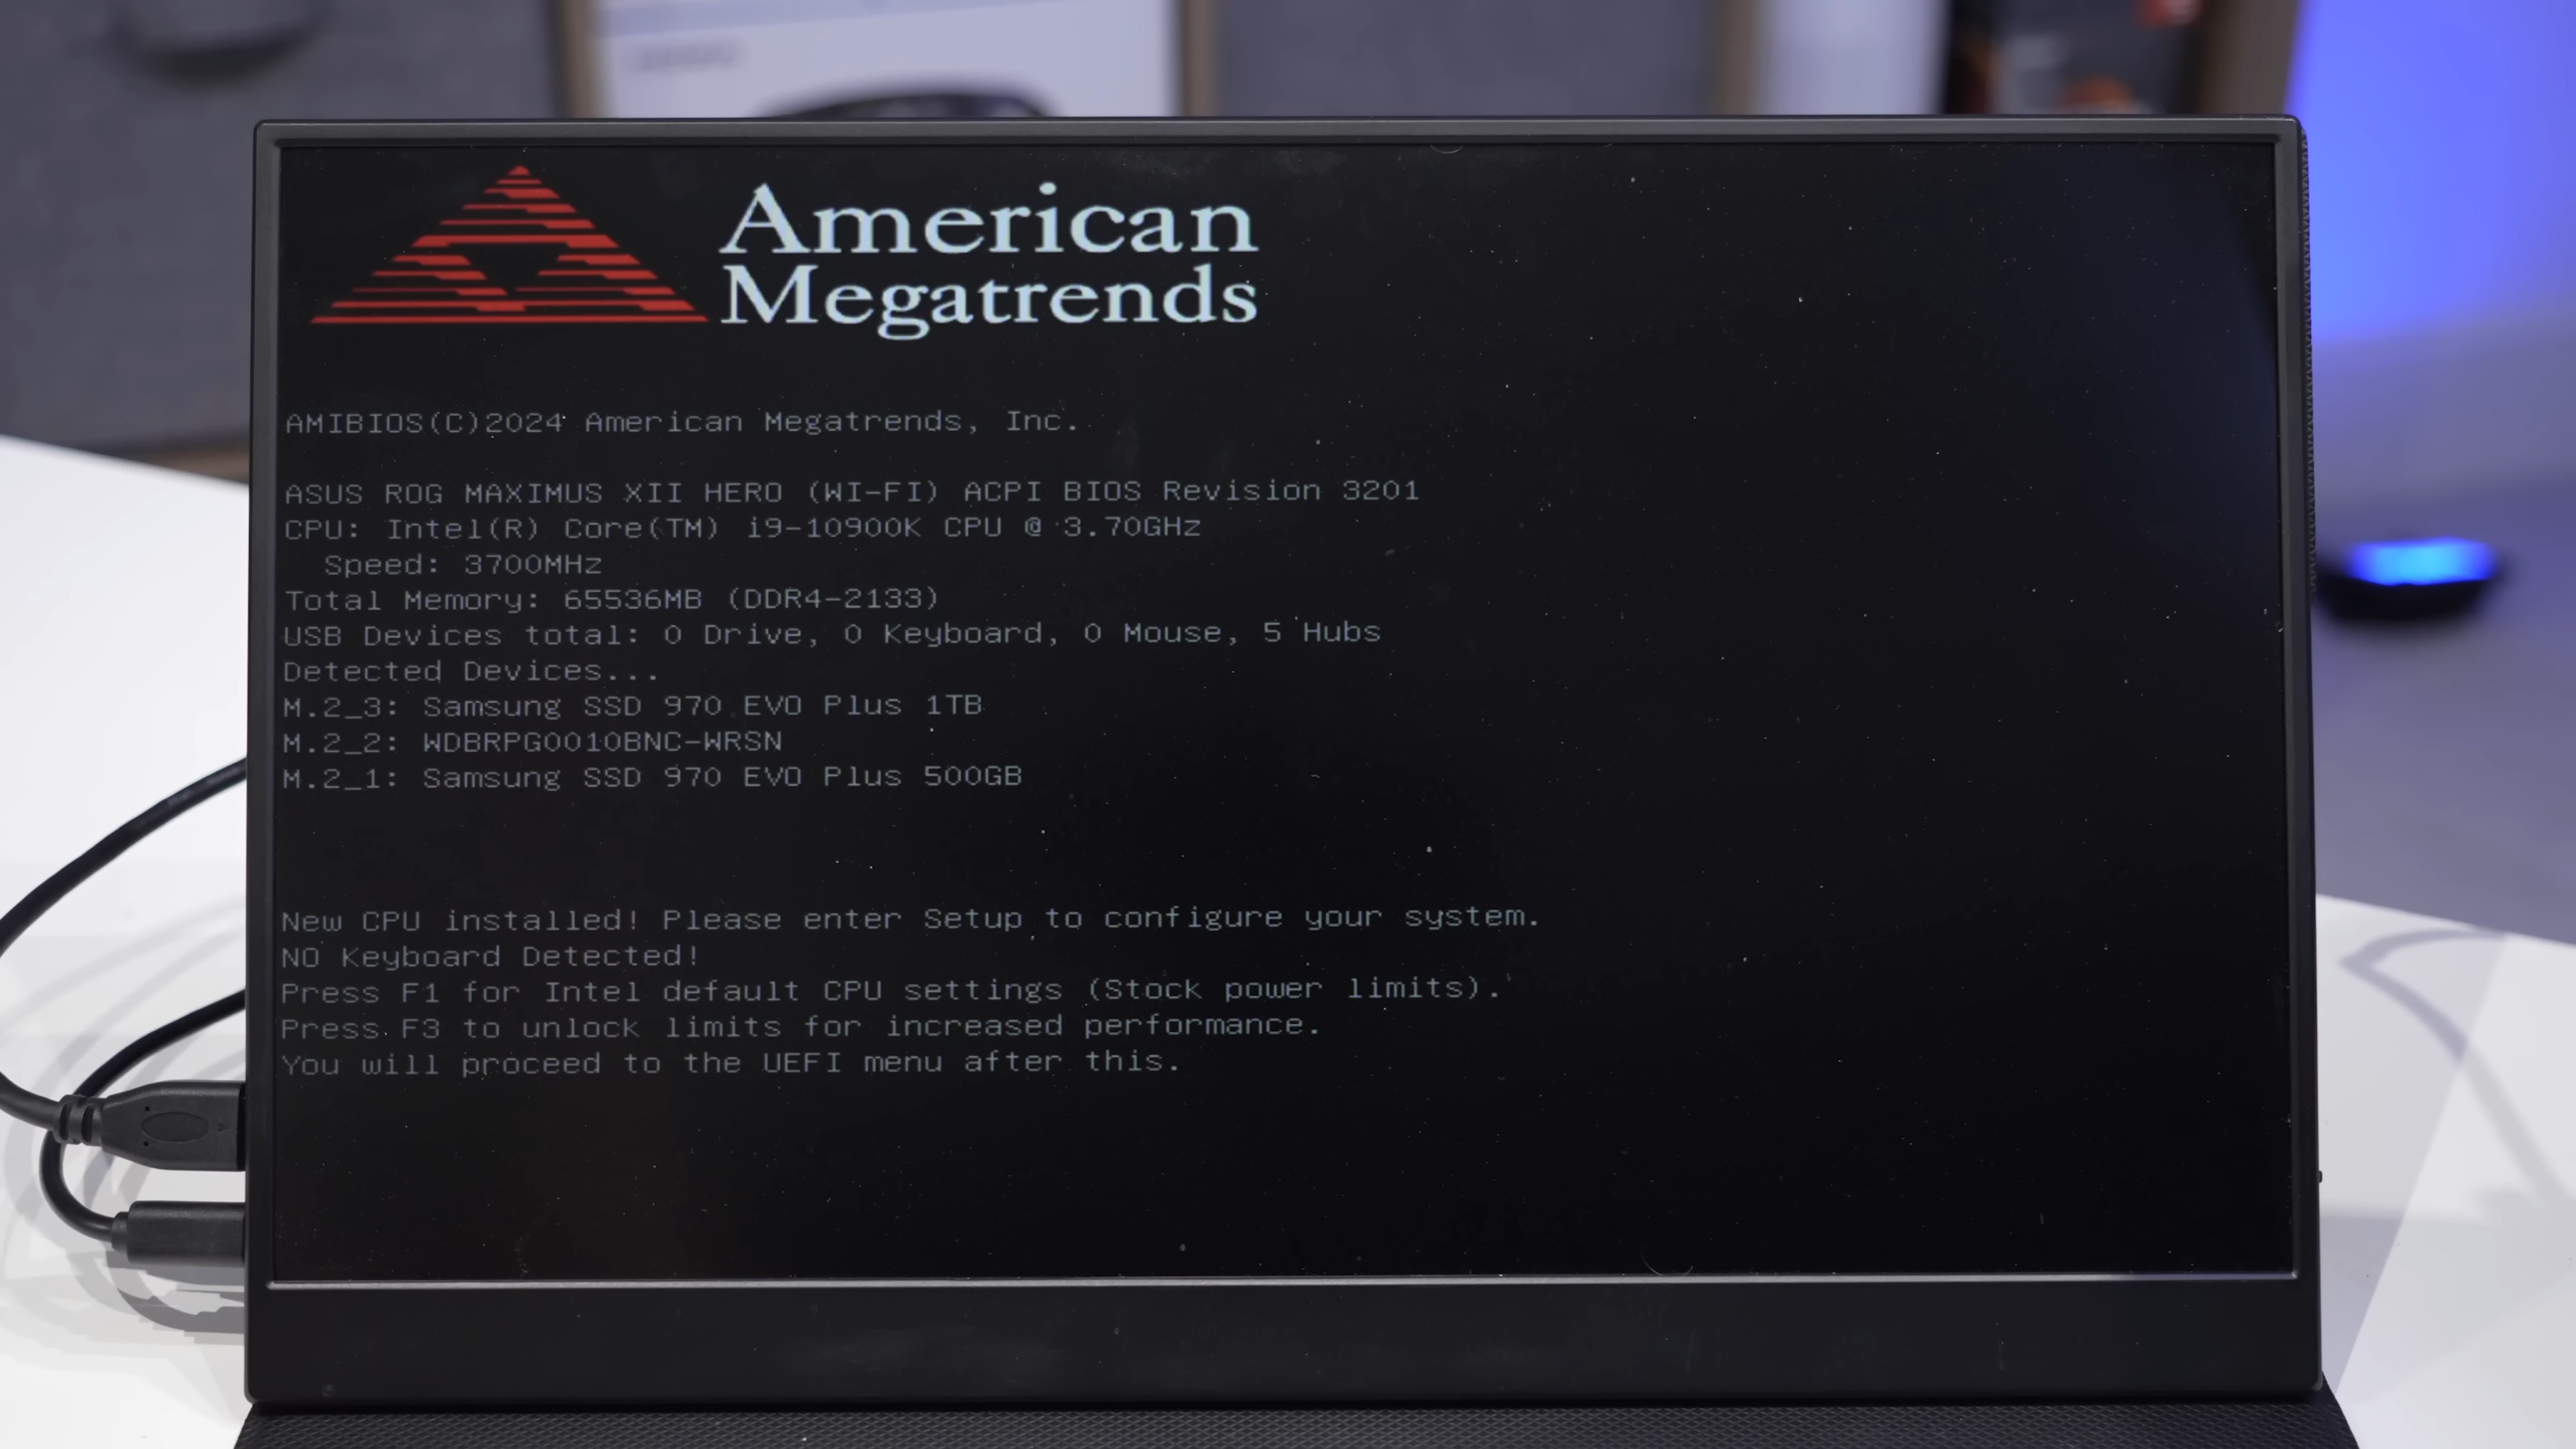 American
Megatrends
AMIBIOS(C)2024 American Megatrends, Inc.
ASUS ROG MAXIMUS XII HERO (WI-FI) ACPI BIOS Revision 3201
CPU: Intel(R) Core(TM) i9-10900K CPU @ 3.70GHz
Speed: 3700MHz
Total Memory: 65536MB (DDR4-2133)
USB Devices total: 0 Drive, 0 Keyboard, 0 Mouse, 5 Hubs
Detected Devices...
M.2_3: Samsung SSD 970 EVO Plus 1TB
M.2_2: WDBRPG0010BNC-WRSN
M.2_1: Samsung SSD 970 EVO Plus 500GB
New CPU installed! Please enter Setup to configure your system.
NO Keyboard Detected!
Press F1 for Intel default CPU settings (Stock power limits).
Press F3 to unlock limits for increased performance.
You will proceed to the UEFI menu after this.